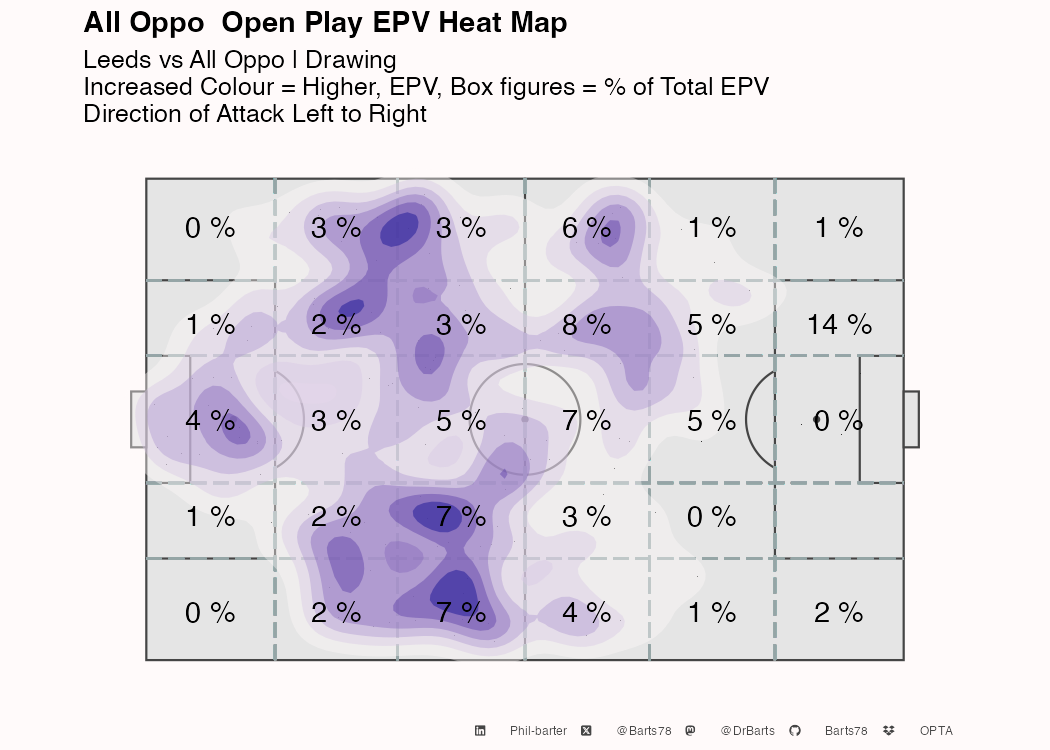 All Oppo  Open Play EPV Heat Map
Leeds vs All Oppo | Drawing
Increased Colour = Higher, EPV, Box figures = % of Total EPV
Direction of Attack Left to Right
0 % 3 % 3 % 6 % 1 % 1 %
1 % 2 % 3 % 8 % 5 % 14 %
4 % 3 % 5 % 7 % 5 % 0 %
1 % 2 % 7 % 3 % 0 %
0 % 2 % 7 % 4 % 1 % 2 %
Phil-barter @Barts78 @DrBarts Barts78 OPTA